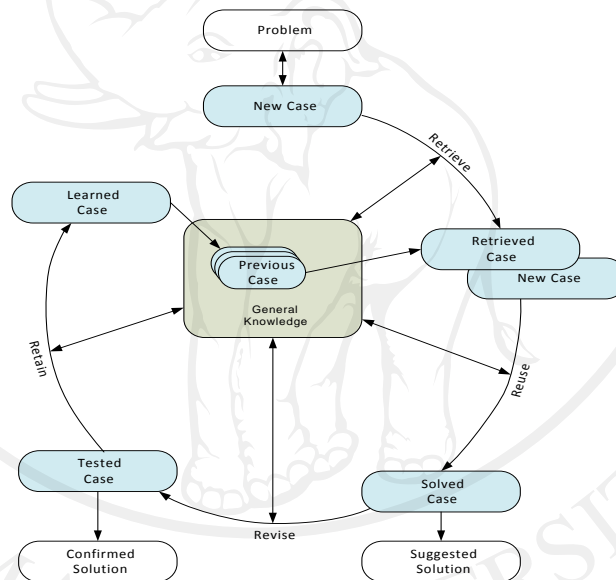 Problem
New Case
Retrieve
Learned
Case
Retrieved
Case
New Case
Previous
Case
General
Knowledge
Retain
Reuse
Tested
Case
Solved
Case
Revise
Confirmed
Solution
Suggested
Solution